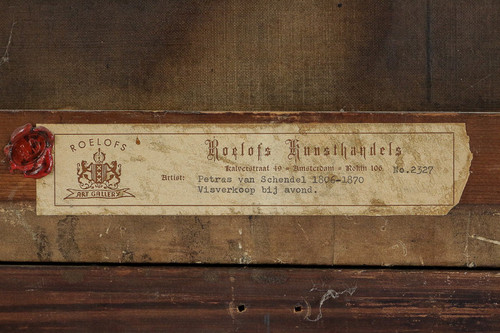 ROELOFS
ART GALLERY
Roelofs Kunsthandels
Kalverstraat 49 - Amsterdam - Rokin 100
No.2327
Artist: Petras van Schendel 1806-1870
Visverkoop bij avond.